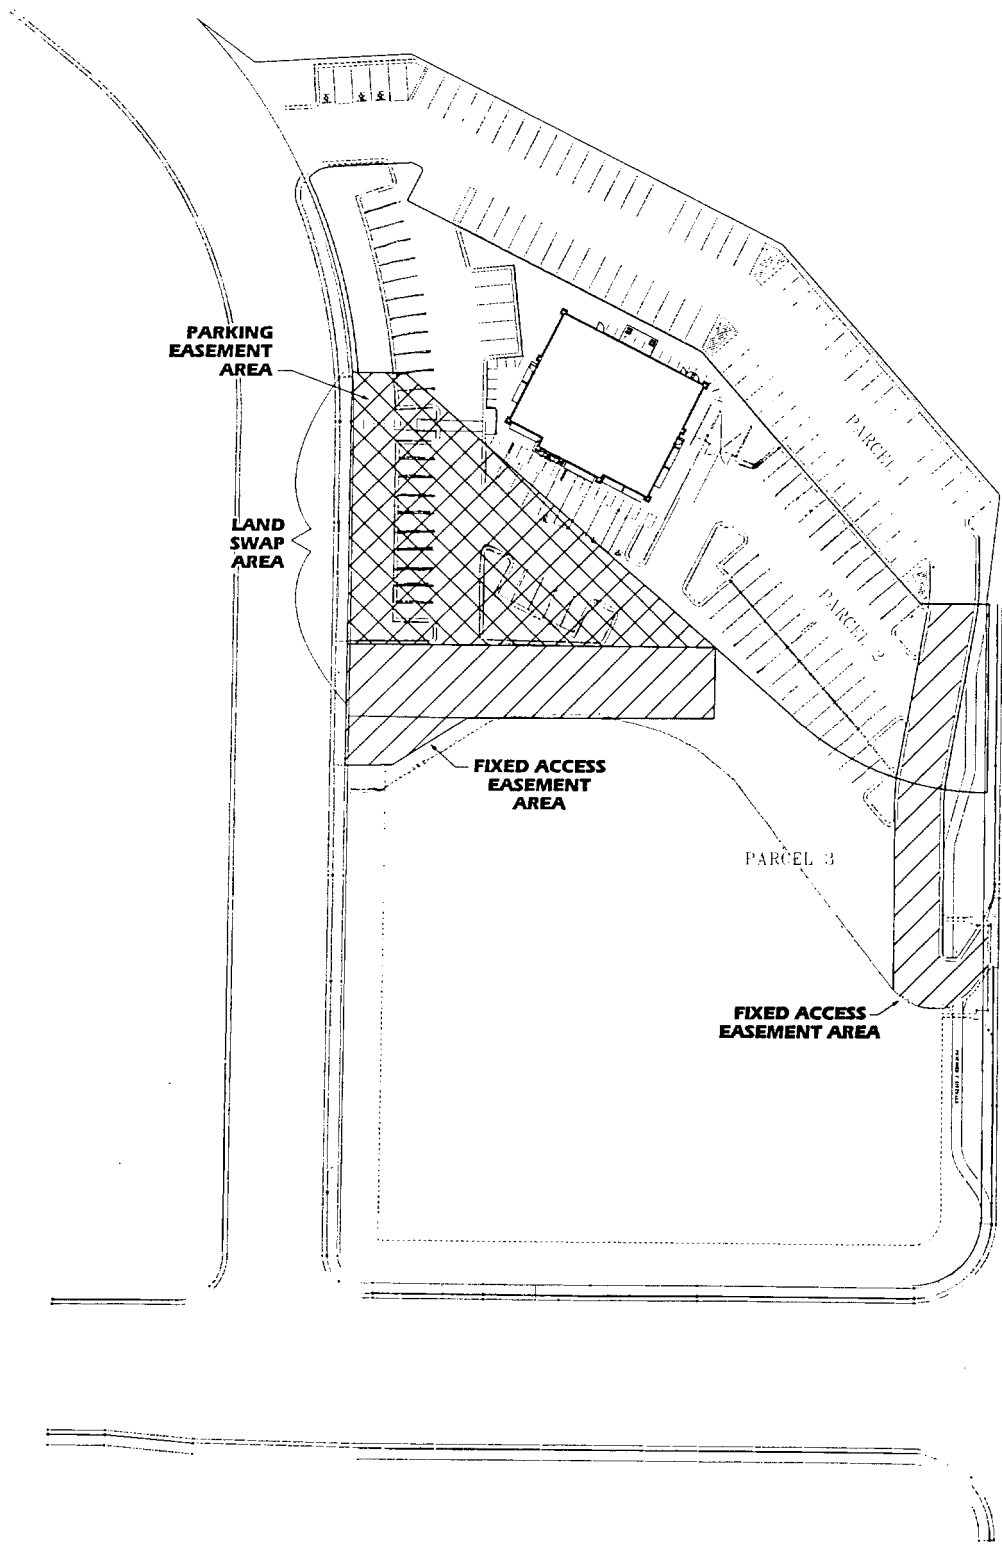 PARKING
EASEMENT
AREA
LAND
SWAP
AREA
PARCEL 1
PARCEL 2
FIXED ACCESS
EASEMENT
AREA
PARCEL 3
FIXED ACCESS
EASEMENT AREA